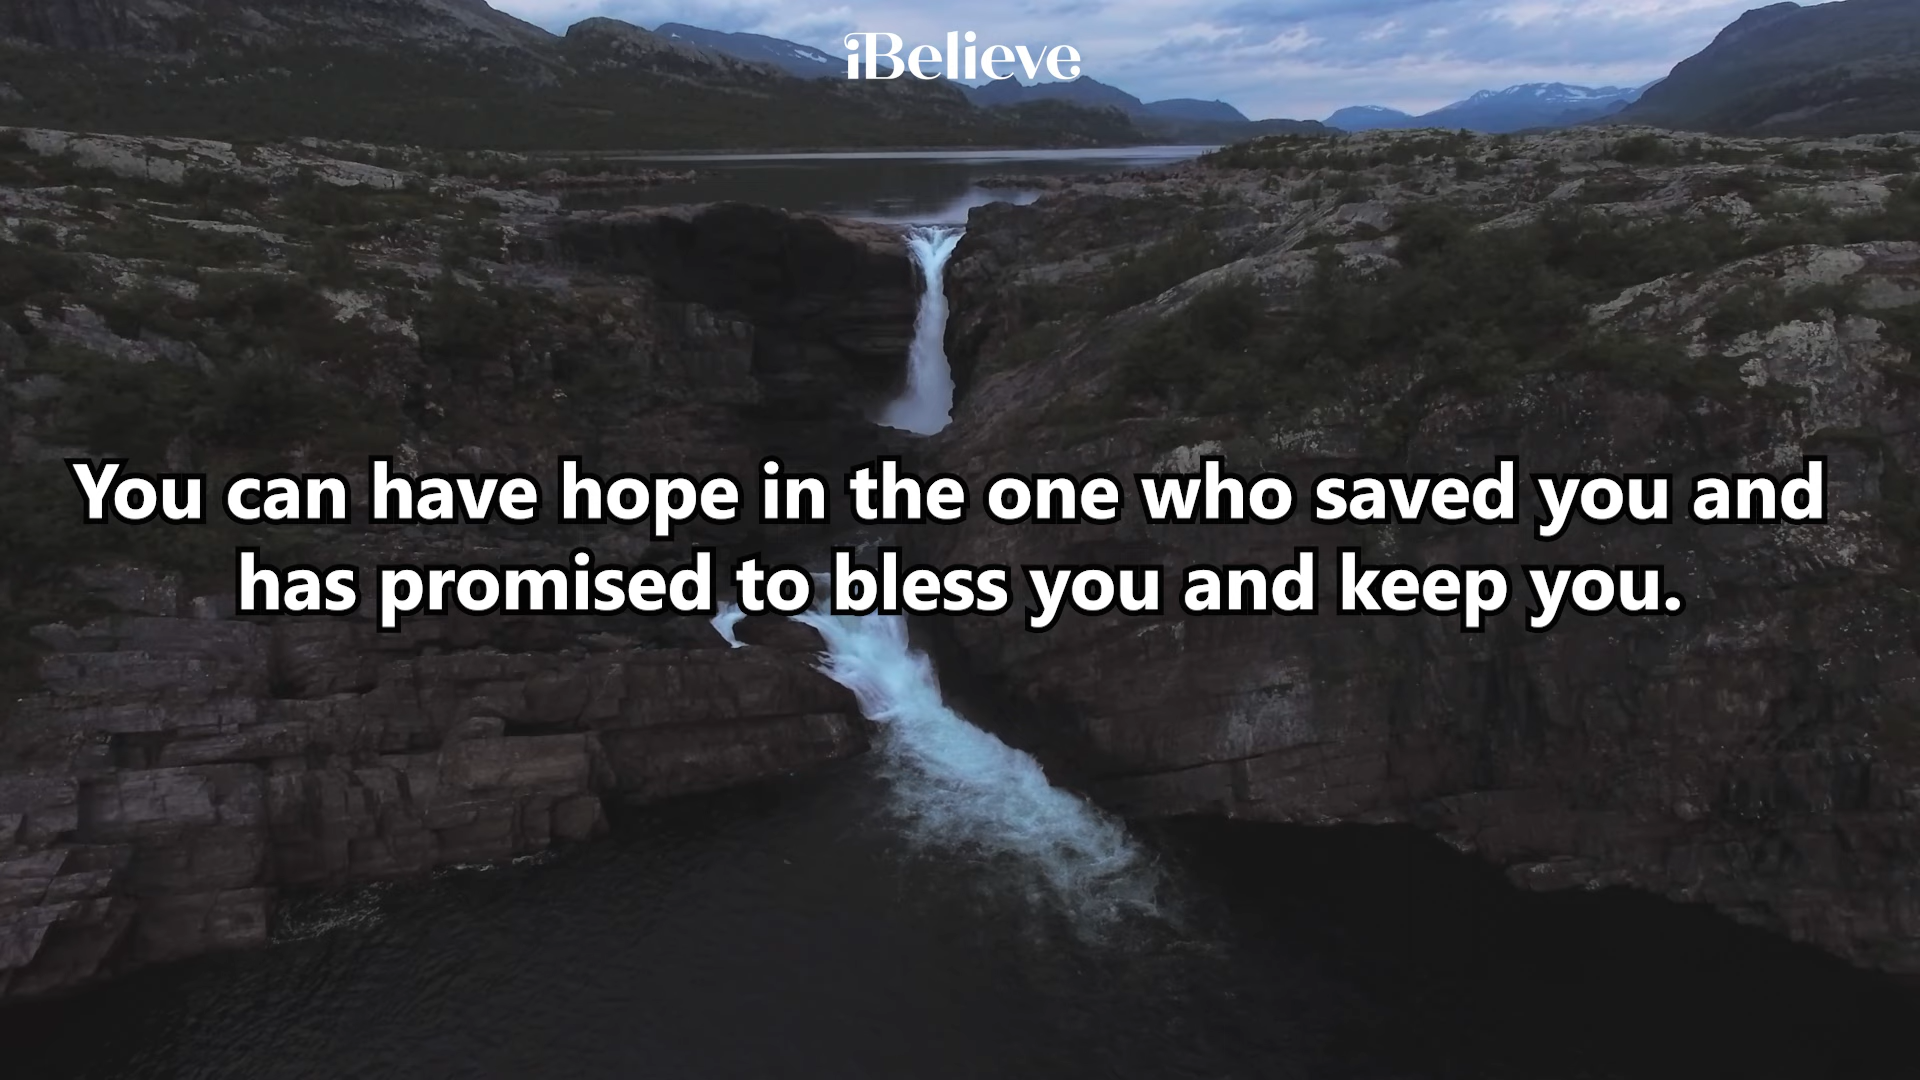 iBelieve
You can have hope in the one who saved you and
has promised to bless you and keep you.